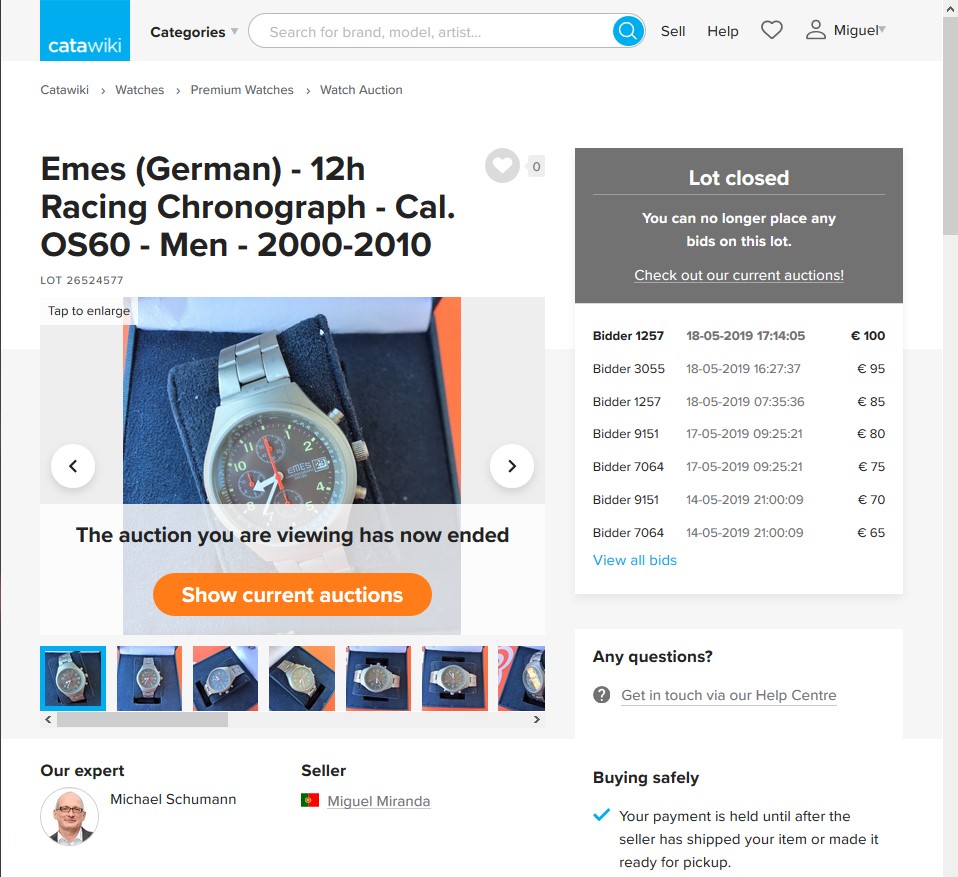 catawiki
Categories
Search for brand, model, artist...
Sell
Help
Miguel
Catawiki › Watches › Premium Watches › Watch Auction
Emes (German) - 12h
Racing Chronograph - Cal.
OS60 - Men - 2000-2010
0
LOT 26524577
Tap to enlarge
1
2
4
5
10
EMES
The auction you are viewing has now ended
Show current auctions
Our expert
Michael Schumann
Seller
Miguel Miranda
Lot closed
You can no longer place any
bids on this lot.
Check out our current auctions!
Bidder 1257 18-05-2019 17:14:05 € 100
Bidder 3055 18-05-2019 16:27:37 € 95
Bidder 1257 18-05-2019 07:35:36 € 85
Bidder 9151 17-05-2019 09:25:21 € 80
Bidder 7064 17-05-2019 09:25:21 € 75
Bidder 9151 14-05-2019 21:00:09 € 70
Bidder 7064 14-05-2019 21:00:09 € 65
View all bids
Any questions?
Get in touch via our Help Centre
Buying safely
Your payment is held until after the
seller has shipped your item or made it
ready for pickup.